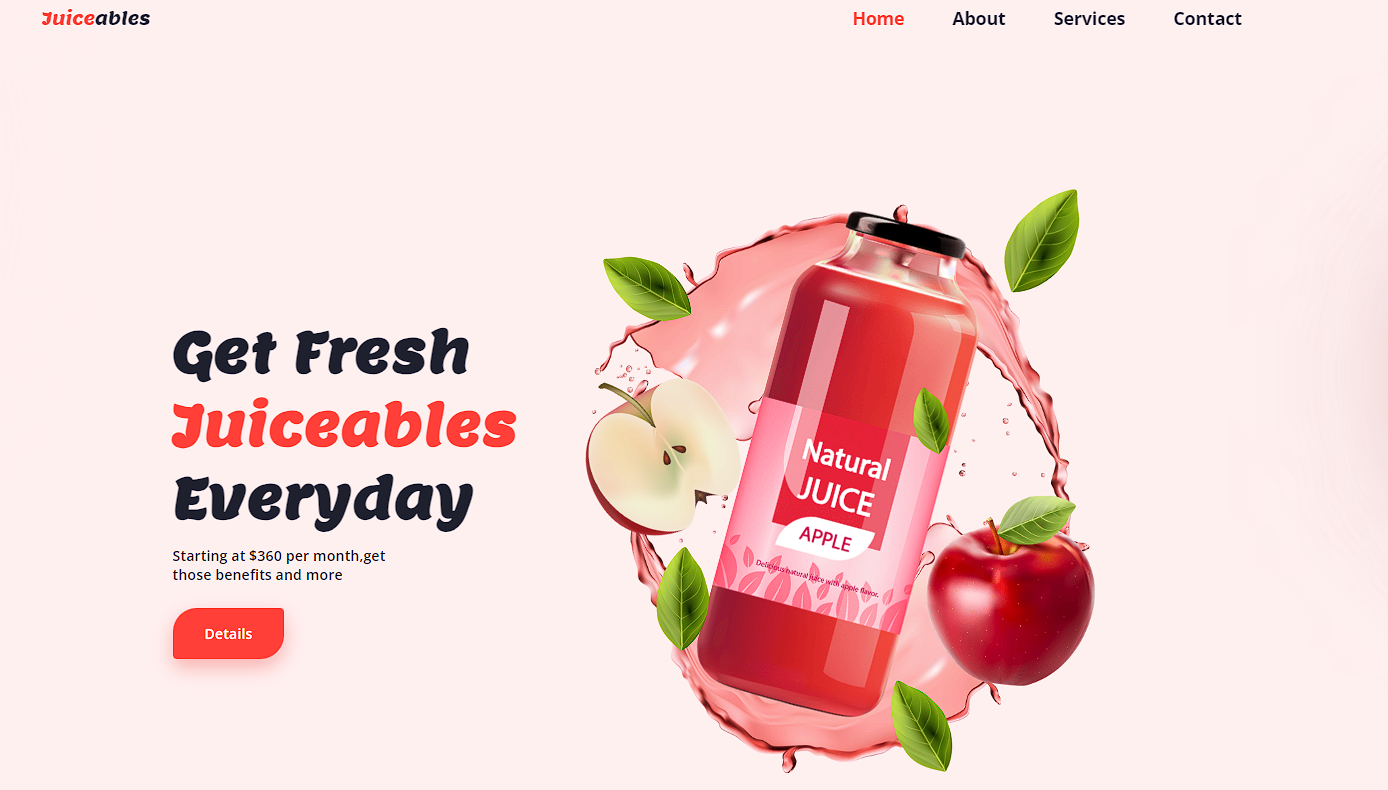 Juiceables
Home About Services Contact
Get Fresh
Juiceables
Everyday
Starting at $360 per month,get
those benefits and more
Details
Natural
JUICE
APPLE
Delicious natural juice with apple flavor.